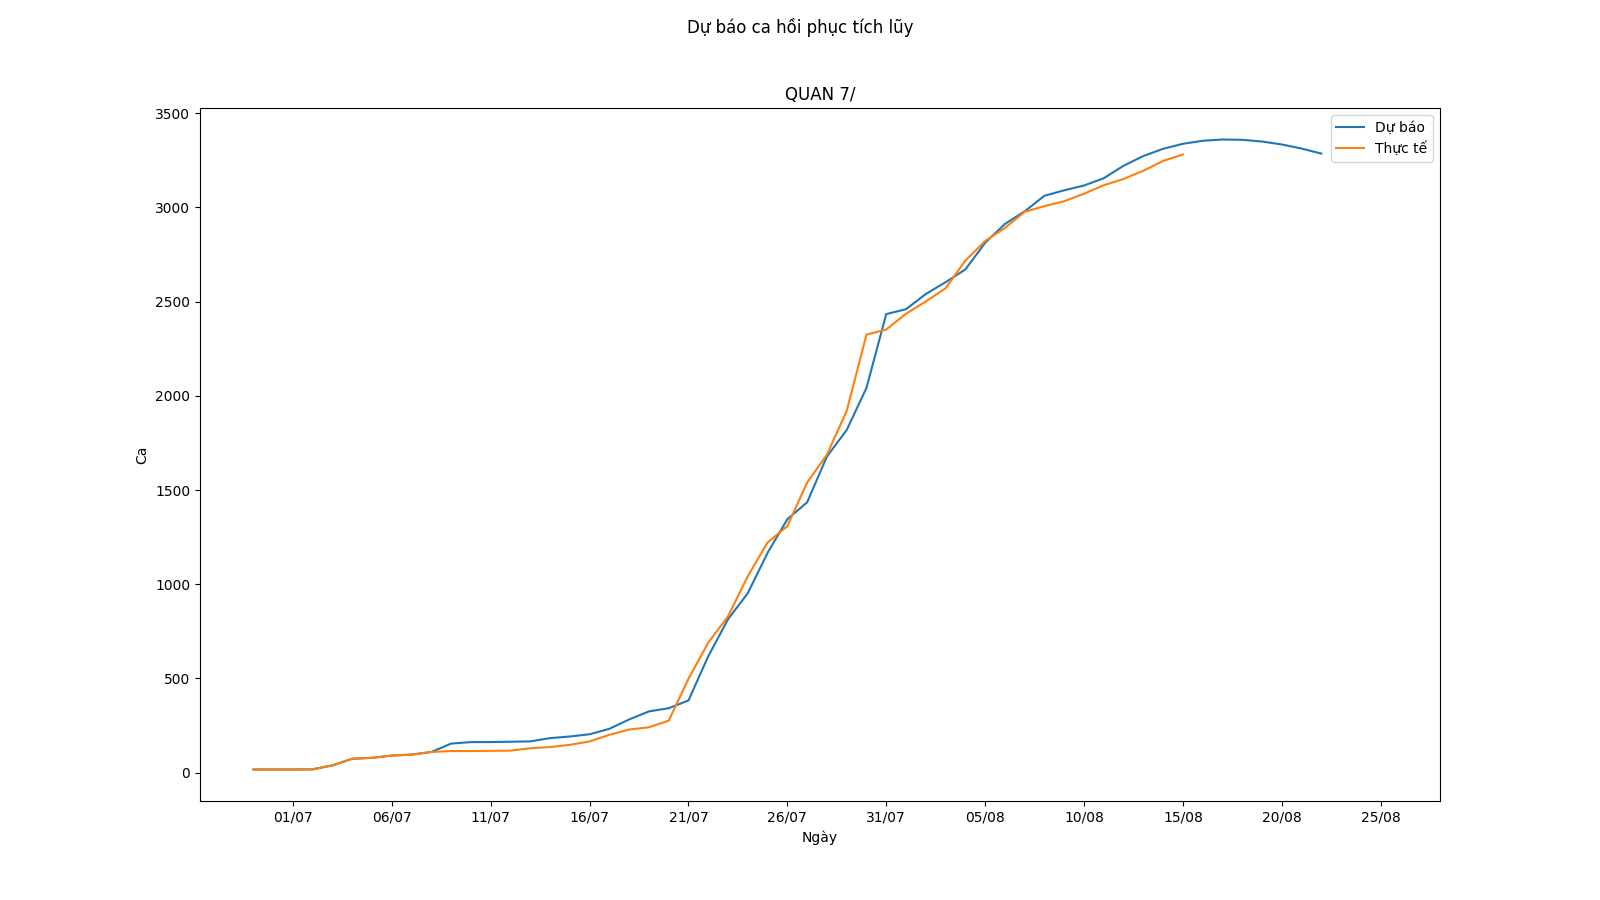 Dự báo ca hồi phục tích lũy
QUAN 7/
3500
3000
2500
2000
1500
1000
500
0
Ca
Dự báo
Thực tế
01/07 06/07 11/07 16/07 21/07 26/07 31/07 05/08 10/08 15/08 20/08 25/08
Ngày